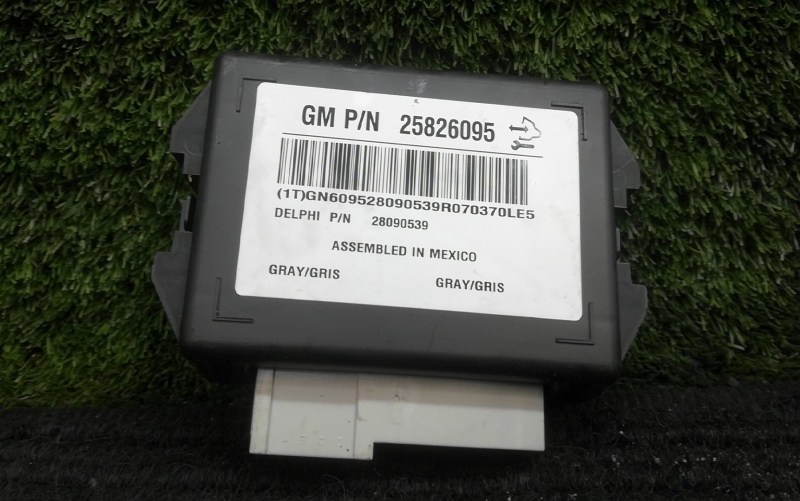 GM P/N 25826095
(1T)GN609528090539R070370LE5
DELPHI P/N 28090539
ASSEMBLED IN MEXICO
GRAY/GRIS GRAY/GRIS